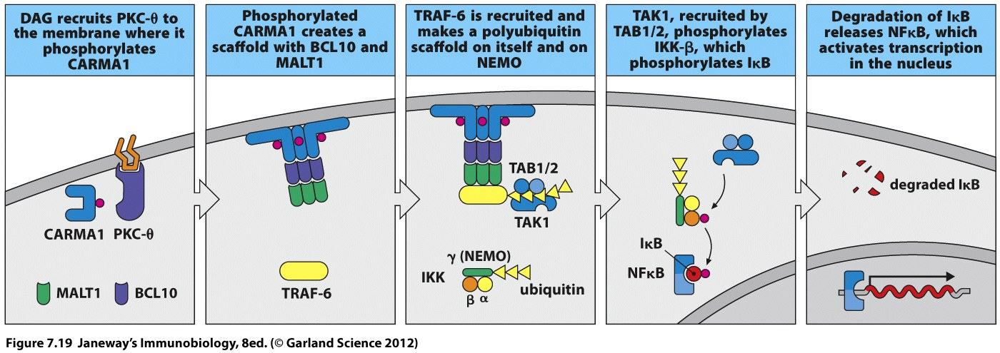 DAG recruits PKC-θ to
the membrane where it
phosphorylates
CARMA1
Phosphorylated
CARMA1 creates a
scaffold with BCL10 and
MALT1
TRAF-6 is recruited and
makes a polyubiquitin
scaffold on itself and on
NEMO
TAK1, recruited by
TAB1/2, phosphorylates
IKK-β, which
phosphorylates IκB
Degradation of IκB
releases NFκB, which
activates transcription
in the nucleus
CARMA1 PKC-θ
MALT1 BCL10
TRAF-6
TAB1/2
TAK1
γ (NEMO)
IKK
ubiquitin
β α
IκB
NFκB
degraded IκB
Figure 7.19 Janeway’s Immunobiology, 8ed. (© Garland Science 2012)